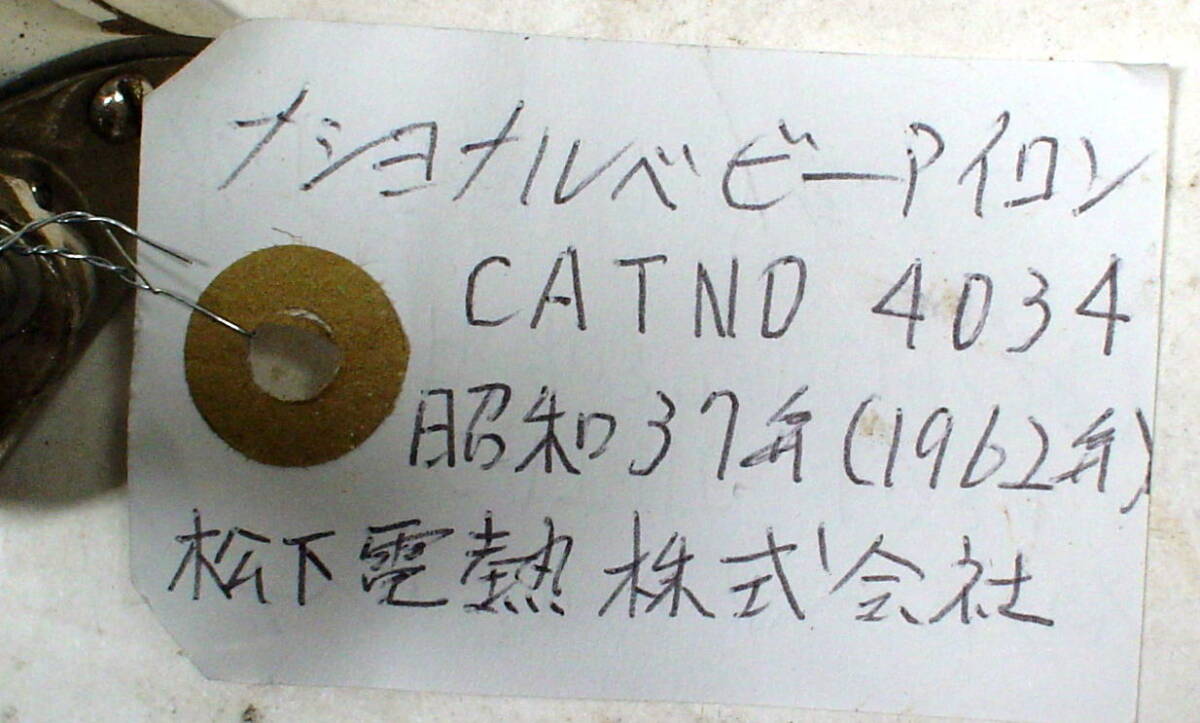 ナショナルベビーアイロン
CATNO 4034
昭和37年(1962年)
松下電熱株式会社